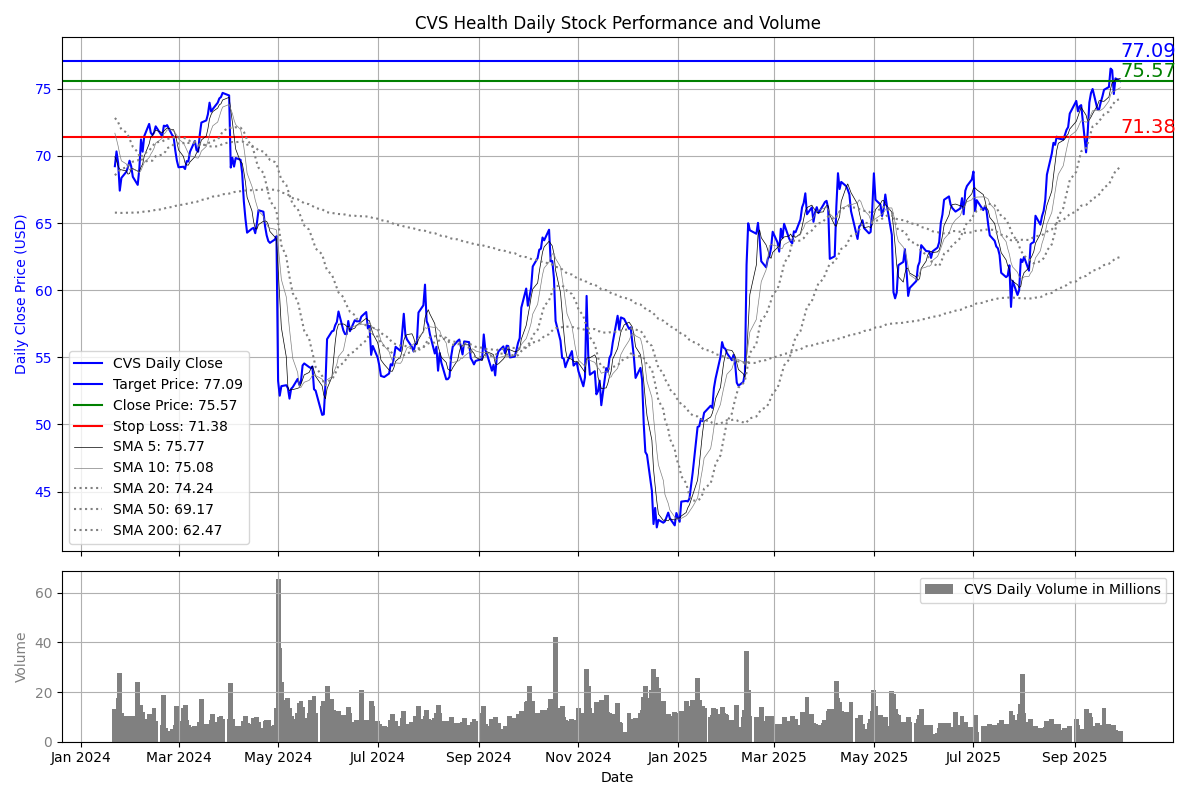 CVS Health Daily Stock Performance and Volume
77.09
75.57
71.38
75
70
65
60
55
50
45
Daily Close Price (USD)
CVS Daily Close
Target Price: 77.09
Close Price: 75.57
Stop Loss: 71.38
SMA 5: 75.77
SMA 10: 75.08
SMA 20: 74.24
SMA 50: 69.17
SMA 200: 62.47
60
40
20
0
Volume
CVS Daily Volume in Millions
Jan 2024 Mar 2024 May 2024 Jul 2024 Sep 2024 Nov 2024 Jan 2025 Mar 2025 May 2025 Jul 2025 Sep 2025
Date